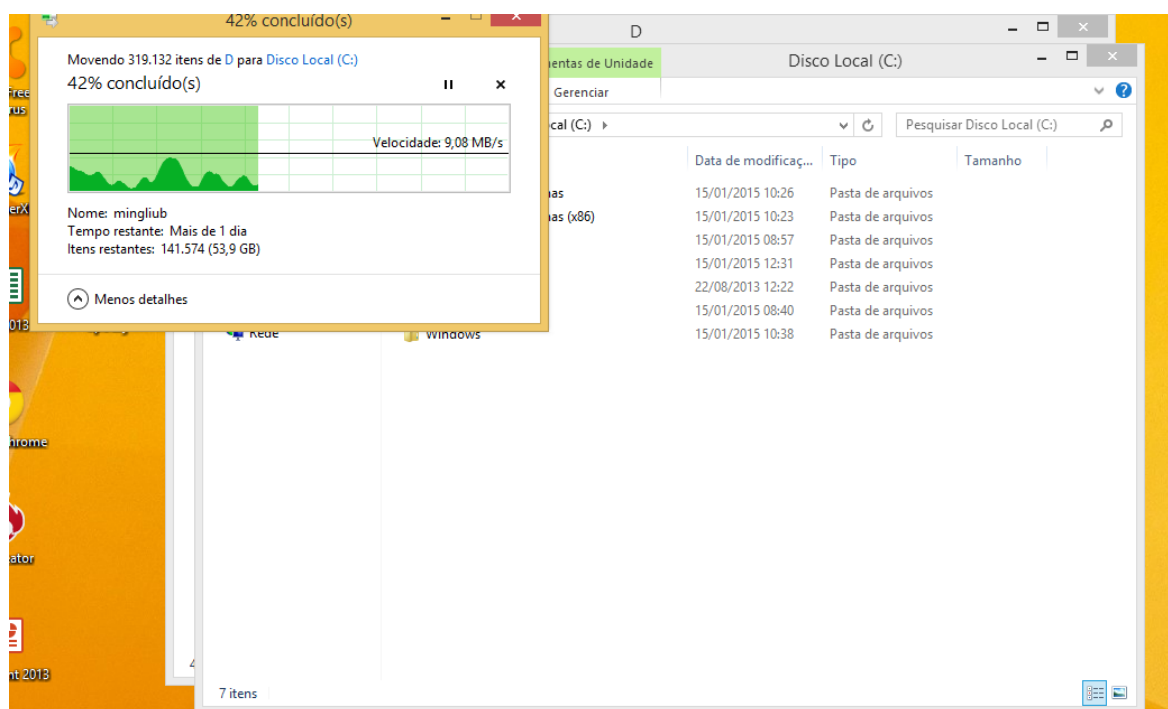 42% concluído(s)
Movendo 319.132 itens de D para Disco Local (C:)
42% concluído(s)
Velocidade: 9,08 MB/s
Nome: mingliub
Tempo restante: Mais de 1 dia
Itens restantes: 141.574 (53,9 GB)
Menos detalhes
D
entas de Unidade
Disco Local (C:)
Gerenciar
cal (C:)
Pesquisar Disco Local (C:)
Data de modificaç...
Tipo
Tamanho
as
15/01/2015 10:26
Pasta de arquivos
as (x86)
15/01/2015 10:23
Pasta de arquivos
15/01/2015 08:57
Pasta de arquivos
15/01/2015 12:31
Pasta de arquivos
22/08/2013 12:22
Pasta de arquivos
15/01/2015 08:40
Pasta de arquivos
Rede
Windows
15/01/2015 10:38
Pasta de arquivos
Free
rus
erX
013
hrome
ator
nt 2013
4
7 itens